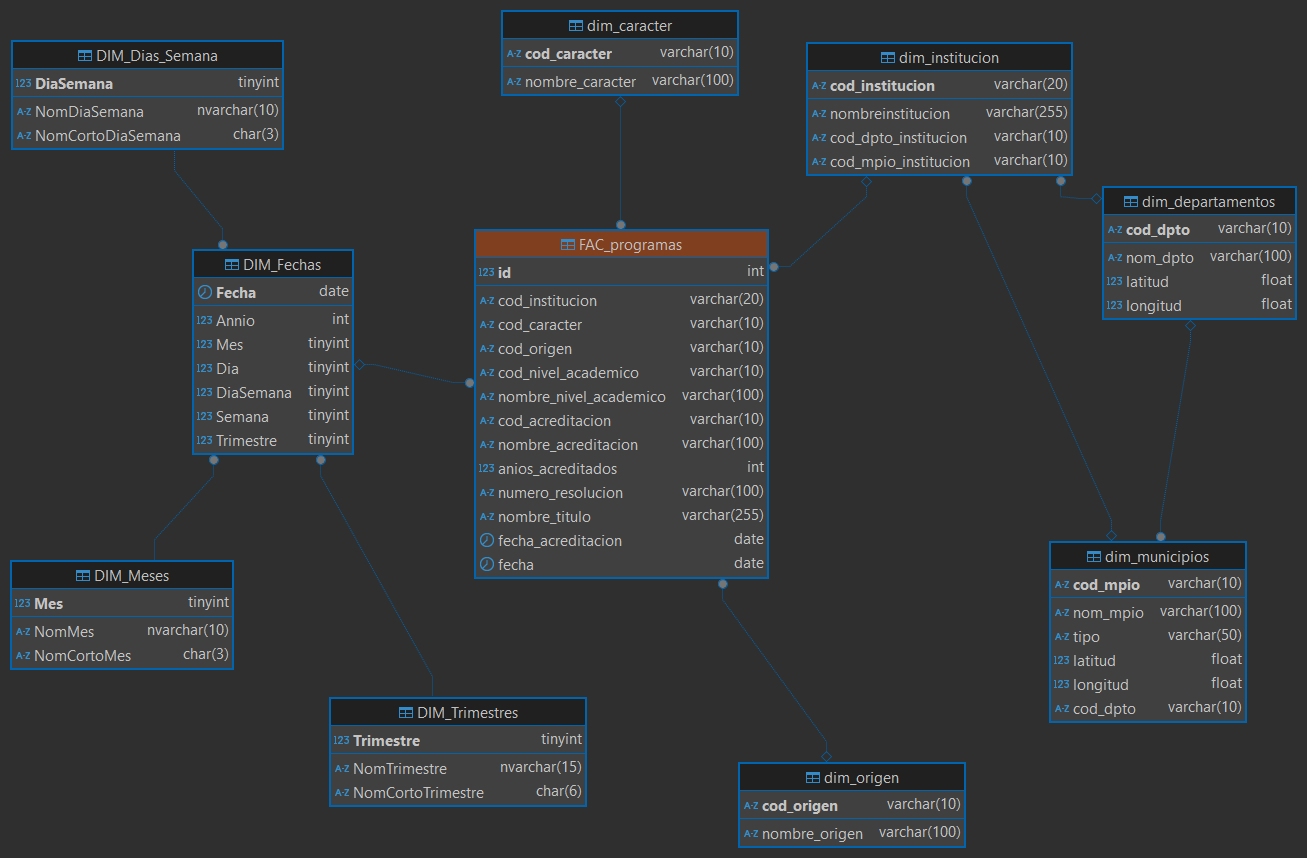 dim_caracter
A-Z cod_caracter varchar(10)
A-Z nombre_caracter varchar(100)
DIM_Dias_Semana
123 DiaSemana tinyint
A-Z NomDiaSemana nvarchar(10)
A-Z NomCortoDiaSemana char(3)
dim_institucion
A-Z cod_institucion varchar(20)
A-Z nombreinstitucion varchar(255)
A-Z cod_dpto_institucion varchar(10)
A-Z cod_mpio_institucion varchar(10)
dim_departamentos
A-Z cod_dpto varchar(10)
A-Z nom_dpto varchar(100)
123 latitud float
123 longitud float
FAC_programas
123 id int
A-Z cod_institucion varchar(20)
A-Z cod_caracter varchar(10)
A-Z cod_origen varchar(10)
A-Z cod_nivel_academico varchar(10)
A-Z nombre_nivel_academico varchar(100)
A-Z cod_acreditacion varchar(10)
A-Z nombre_acreditacion varchar(100)
123 anios_acreditados int
A-Z numero_resolucion varchar(100)
A-Z nombre_titulo varchar(255)
fecha_acreditacion date
fecha date
DIM_Fechas
Fecha date
123 Annio int
123 Mes tinyint
123 Dia tinyint
123 DiaSemana tinyint
123 Semana tinyint
123 Trimestre tinyint
DIM_Meses
123 Mes tinyint
A-Z NomMes nvarchar(10)
A-Z NomCortoMes char(3)
dim_municipios
A-Z cod_mpio varchar(10)
A-Z nom_mpio varchar(100)
A-Z tipo varchar(50)
123 latitud float
123 longitud float
A-Z cod_dpto varchar(10)
DIM_Trimestres
123 Trimestre tinyint
A-Z NomTrimestre nvarchar(15)
A-Z NomCortoTrimestre char(6)
dim_origen
A-Z cod_origen varchar(10)
A-Z nombre_origen varchar(100)